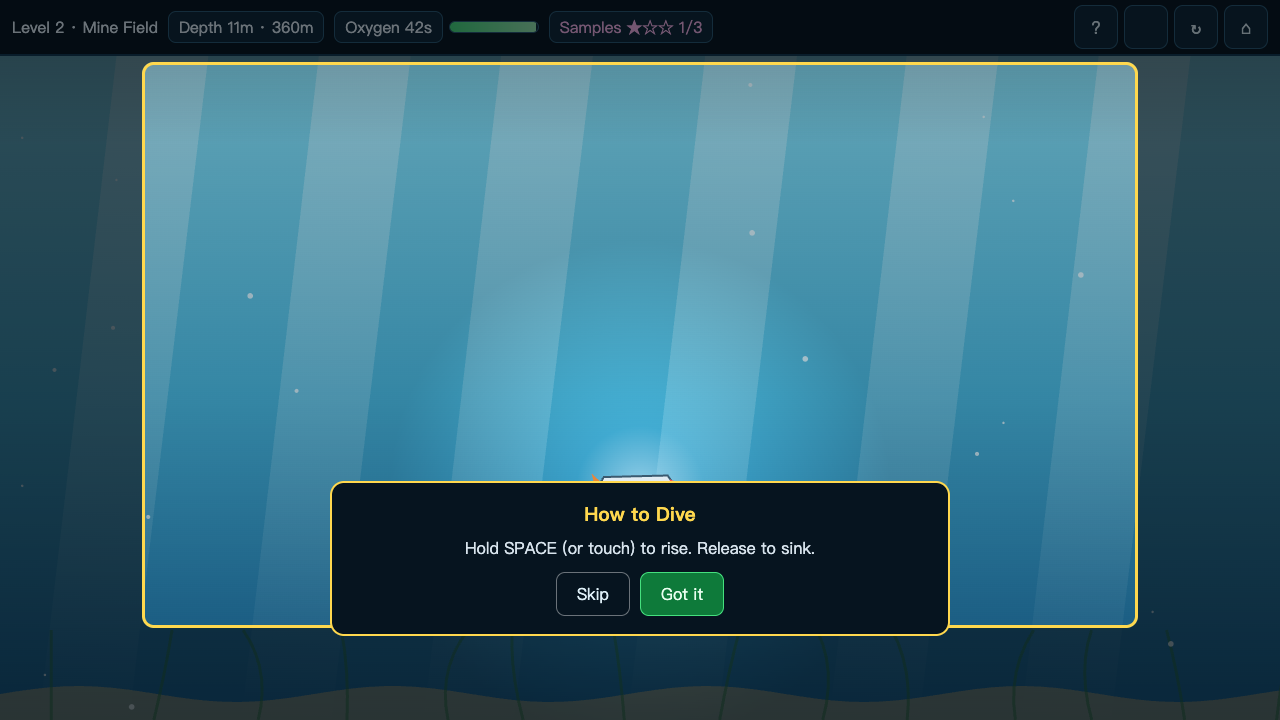 Level 2 · Mine Field
Depth 11m · 360m
Oxygen 42s
Samples ★☆☆ 1/3
?
↻
⌂
How to Dive
Hold SPACE (or touch) to rise. Release to sink.
Skip
Got it